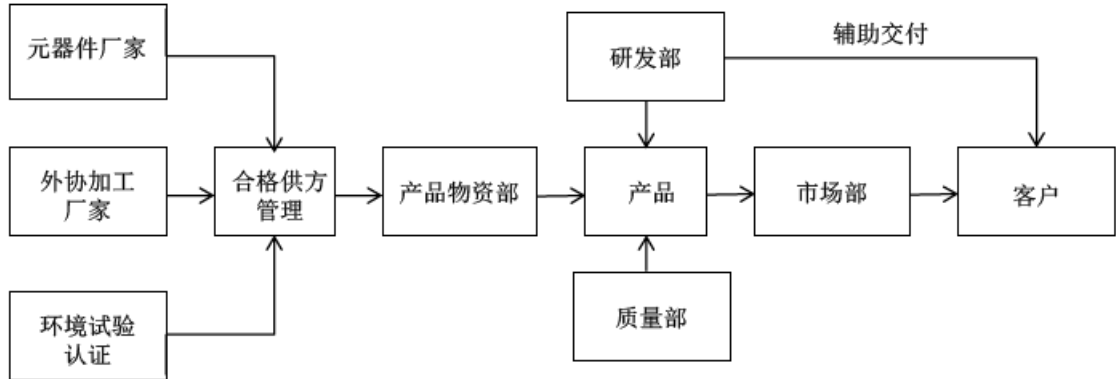 元器件厂家
研发部
辅助交付
外协加工
厂家
合格供方
管理
产品物资部
产品
市场部
客户
环境试验
认证
质量部